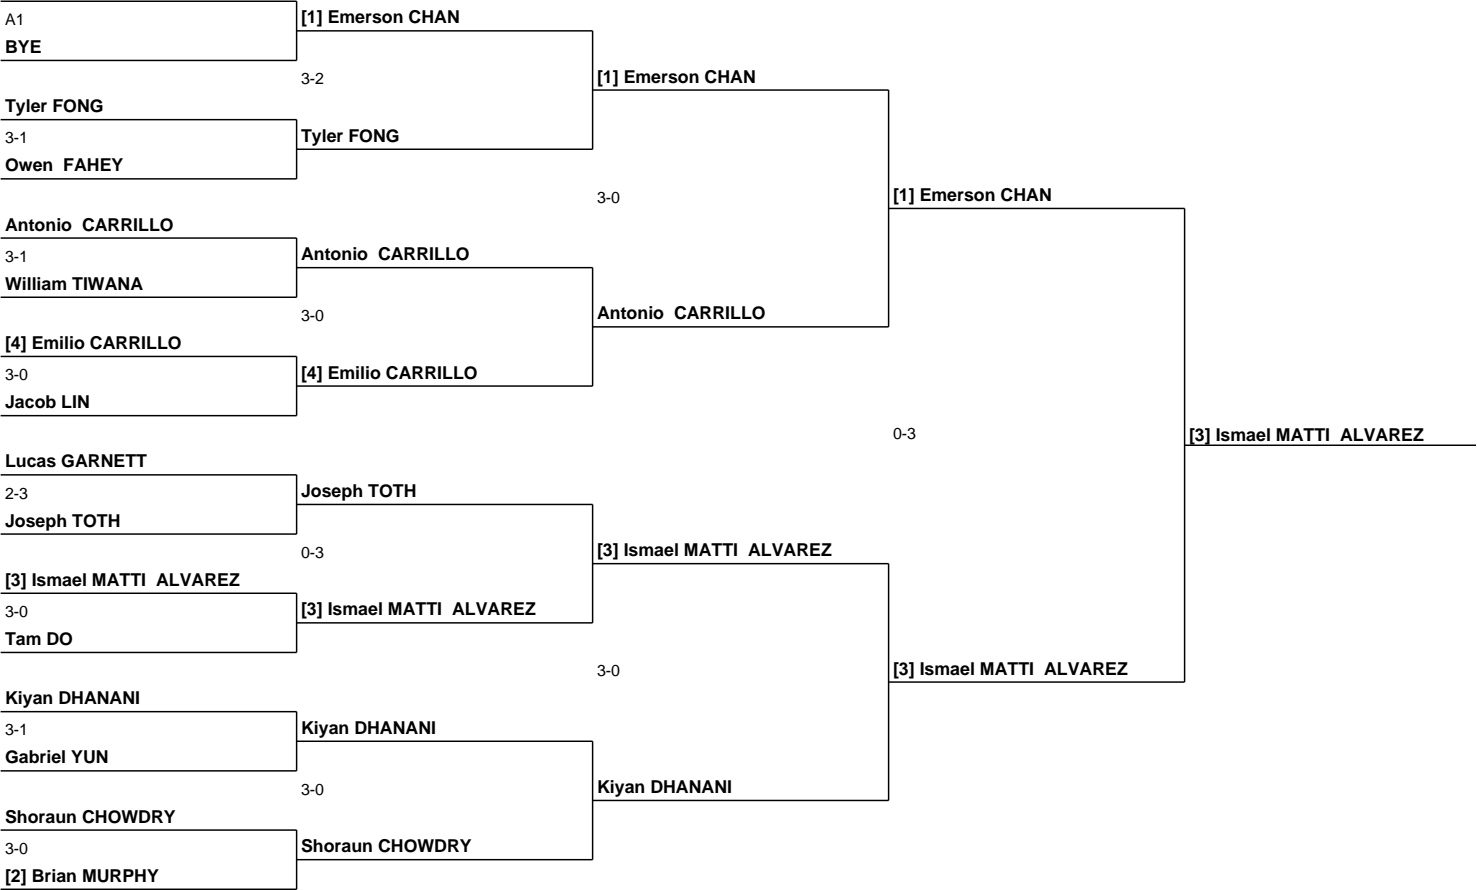 A1
BYE
Tyler FONG
3-1
Owen FAHEY
Antonio CARRILLO
3-1
William TIWANA
[4] Emilio CARRILLO
3-0
Jacob LIN
Lucas GARNETT
2-3
Joseph TOTH
[3] Ismael MATTI ALVAREZ
3-0
Tam DO
Kiyan DHANANI
3-1
Gabriel YUN
Shoraun CHOWDRY
3-0
[2] Brian MURPHY
[1] Emerson CHAN
3-2
Tyler FONG
Antonio CARRILLO
3-0
[4] Emilio CARRILLO
Joseph TOTH
0-3
[3] Ismael MATTI ALVAREZ
Kiyan DHANANI
3-0
Shoraun CHOWDRY
[1] Emerson CHAN
3-0
Antonio CARRILLO
[3] Ismael MATTI ALVAREZ
3-0
Kiyan DHANANI
[1] Emerson CHAN
0-3
[3] Ismael MATTI ALVAREZ
[3] Ismael MATTI ALVAREZ